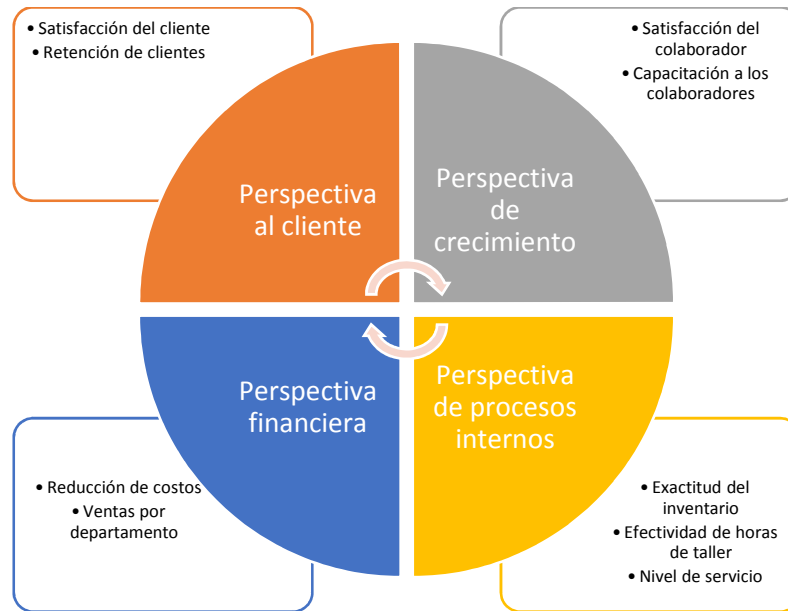 • Satisfacción del cliente
• Retención de clientes
• Satisfacción del
colaborador
• Capacitación a los
colaboradores
Perspectiva
al cliente
Perspectiva
de
crecimiento
Perspectiva
financiera
Perspectiva
de procesos
internos
• Reducción de costos
• Ventas por
departamento
• Exactitud del
inventario
• Efectividad de horas
de taller
• Nivel de servicio